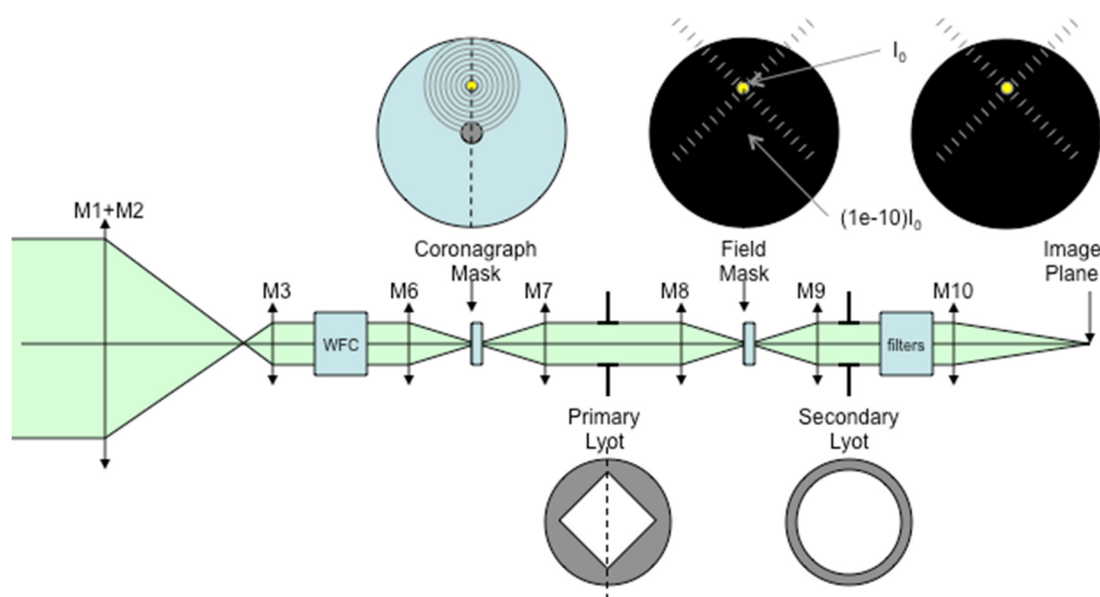 I₀
(1e-10)I₀
M1+M2
Coronagraph
Mask
Field
Mask
Image
Plane
M3
M6
M7
M8
M9
M10
WFC
filters
Primary
Lyot
Secondary
Lyot